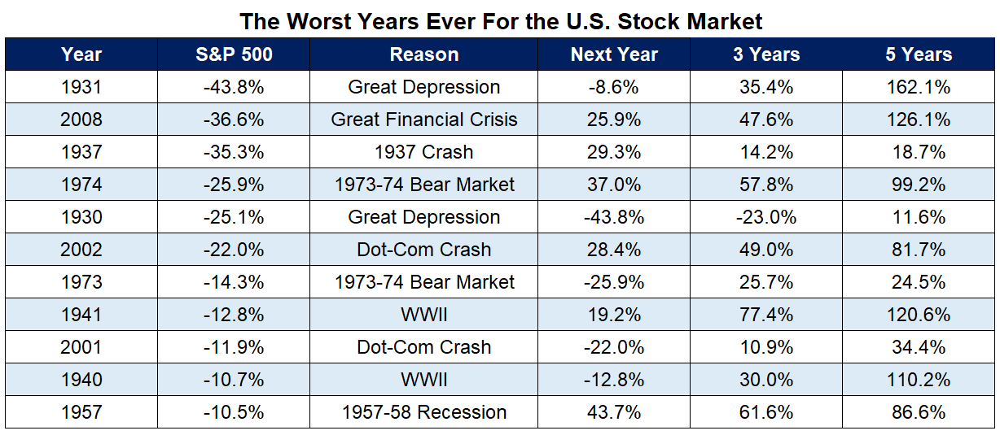 The Worst Years Ever For the U.S. Stock Market
Year S&P 500 Reason Next Year 3 Years 5 Years
1931 -43.8% Great Depression -8.6% 35.4% 162.1%
2008 -36.6% Great Financial Crisis 25.9% 47.6% 126.1%
1937 -35.3% 1937 Crash 29.3% 14.2% 18.7%
1974 -25.9% 1973-74 Bear Market 37.0% 57.8% 99.2%
1930 -25.1% Great Depression -43.8% -23.0% 11.6%
2002 -22.0% Dot-Com Crash 28.4% 49.0% 81.7%
1973 -14.3% 1973-74 Bear Market -25.9% 25.7% 24.5%
1941 -12.8% WWII 19.2% 77.4% 120.6%
2001 -11.9% Dot-Com Crash -22.0% 10.9% 34.4%
1940 -10.7% WWII -12.8% 30.0% 110.2%
1957 -10.5% 1957-58 Recession 43.7% 61.6% 86.6%